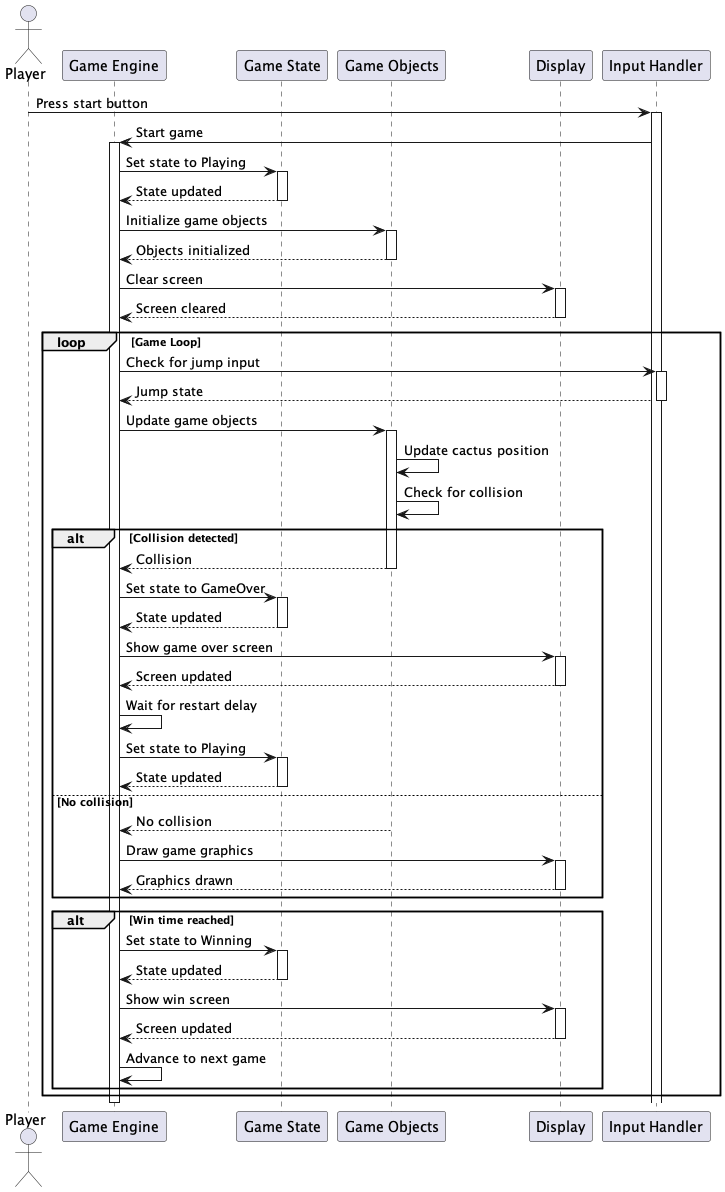 Player
Game Engine
Game State
Game Objects
Display
Input Handler
Press start button
Start game
Set state to Playing
State updated
Initialize game objects
Objects initialized
Clear screen
Screen cleared
loop
[Game Loop]
Check for jump input
Jump state
Update game objects
Update cactus position
Check for collision
alt
[Collision detected]
Collision
Set state to GameOver
State updated
Show game over screen
Screen updated
Wait for restart delay
Set state to Playing
State updated
[No collision]
No collision
Draw game graphics
Graphics drawn
alt
[Win time reached]
Set state to Winning
State updated
Show win screen
Screen updated
Advance to next game
Player
Game Engine
Game State
Game Objects
Display
Input Handler